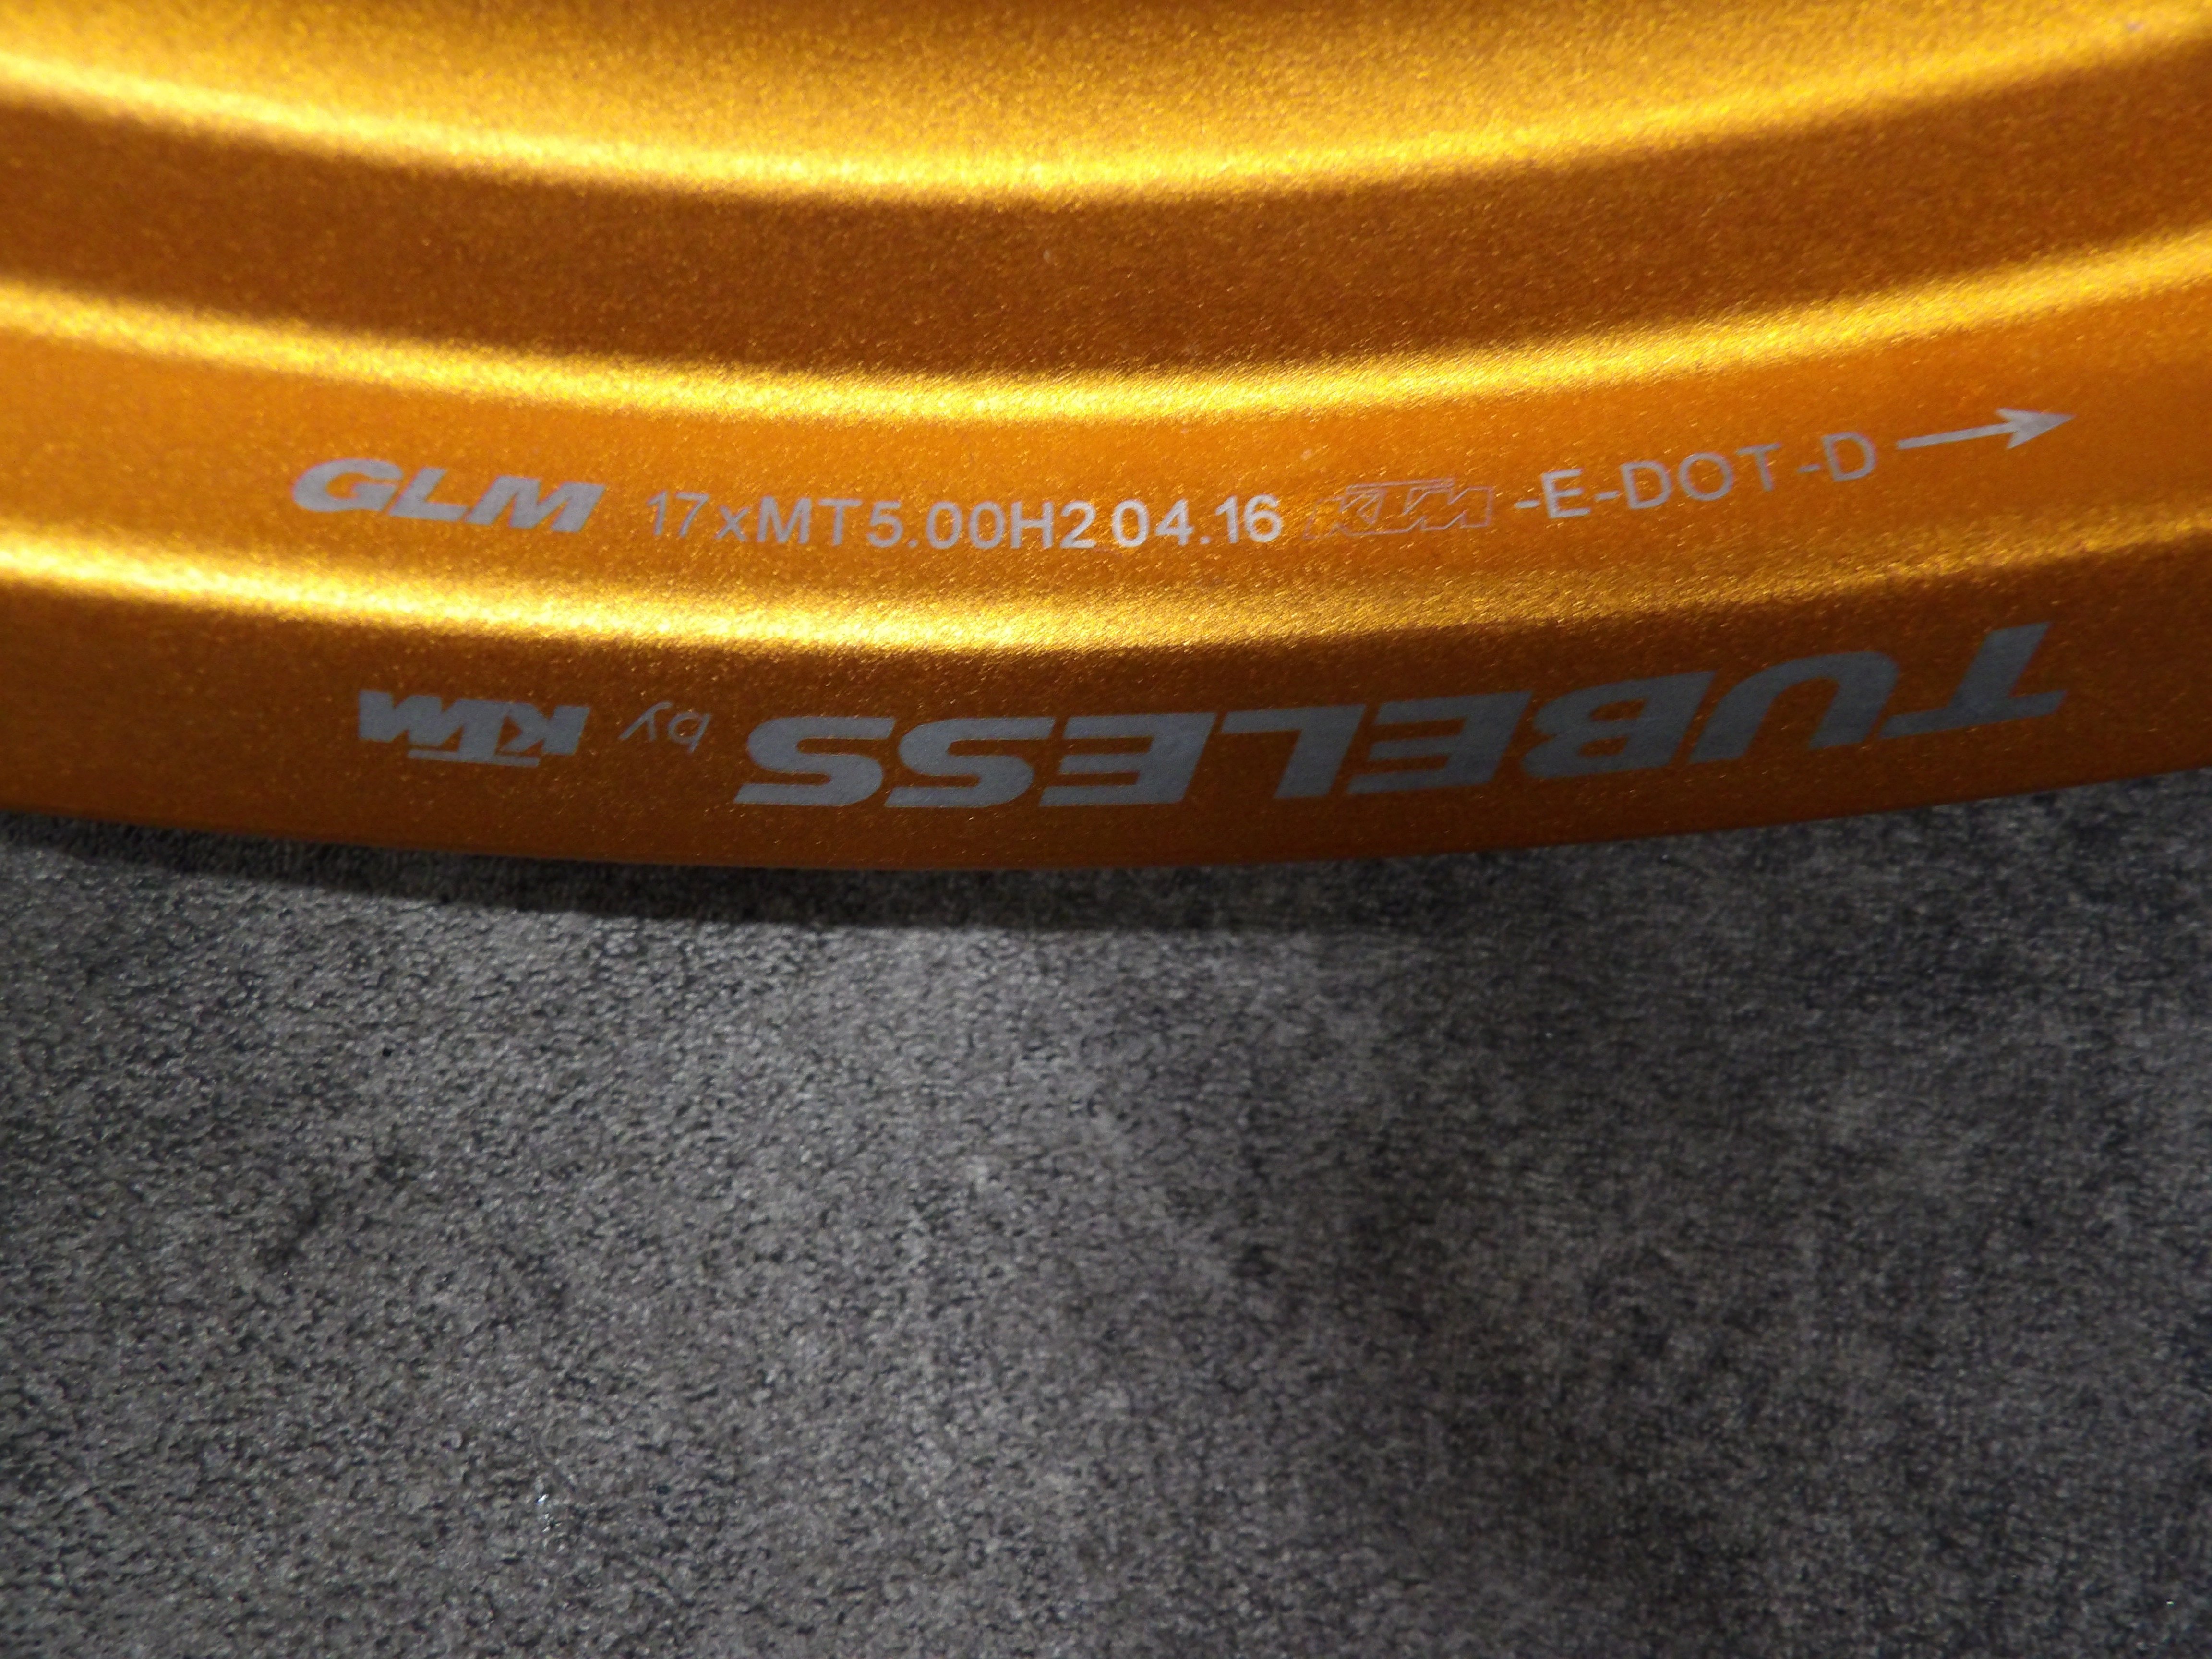 GLM 17xMT5.00H2 04.16 KTM -E-DOT-D
TUBELESS by KTM